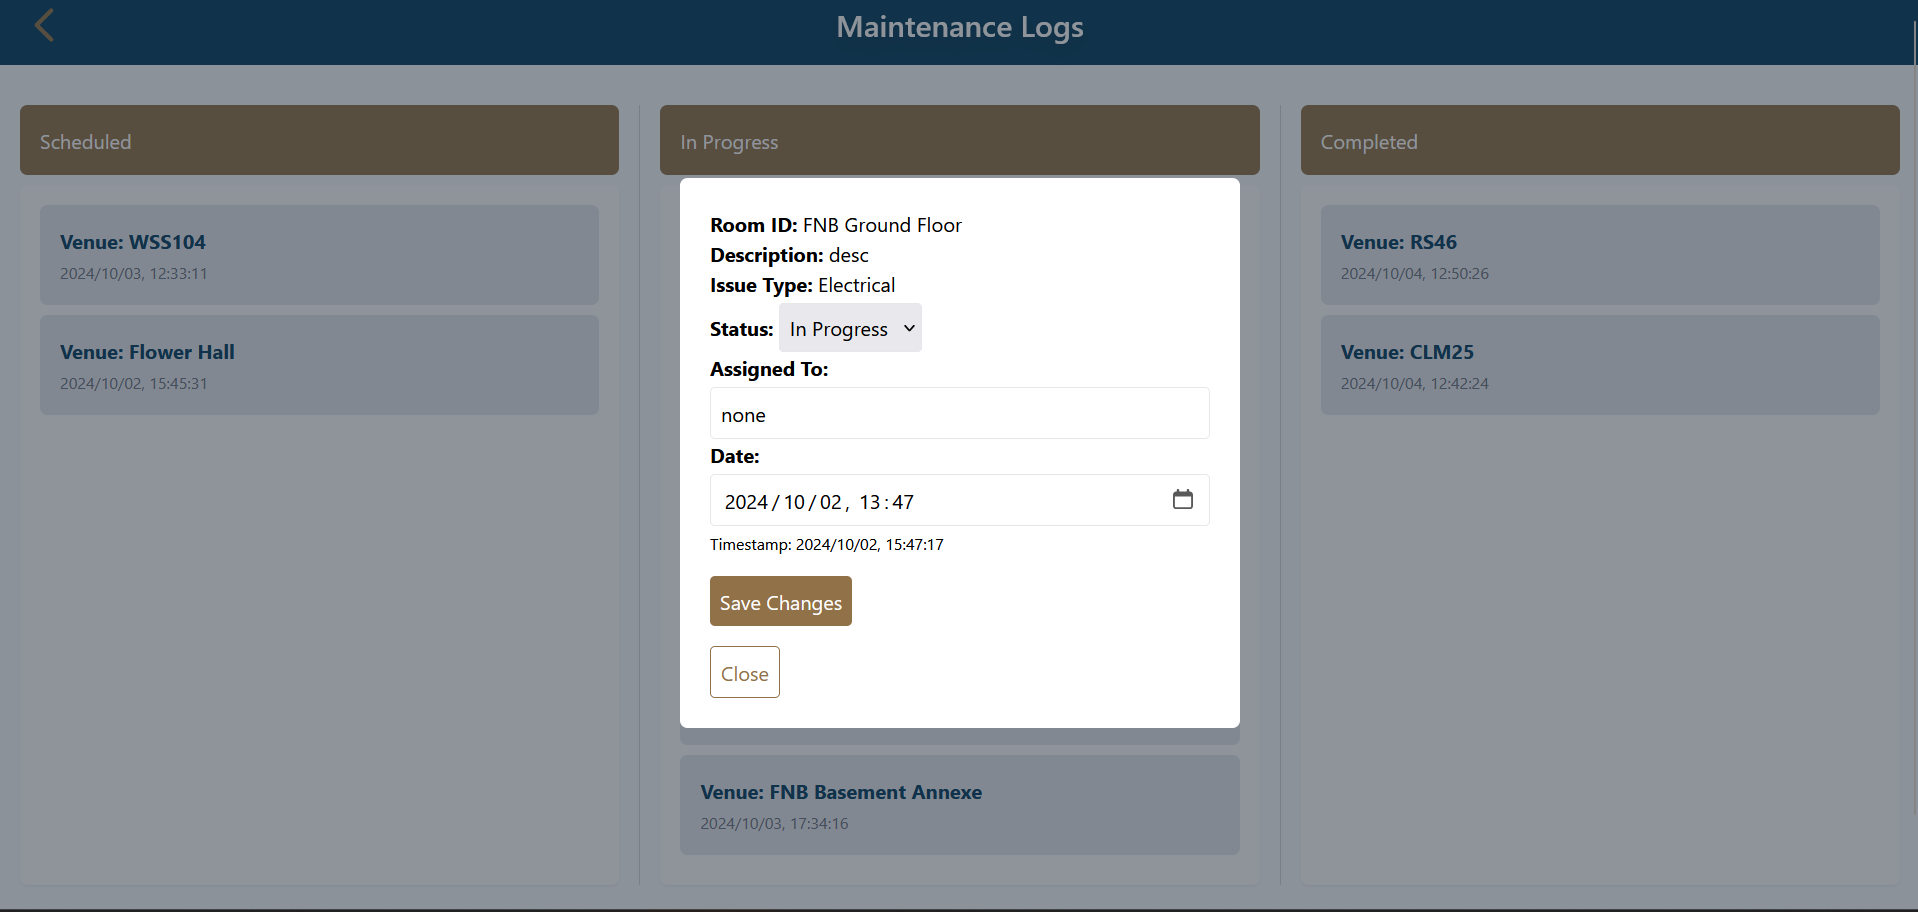 Maintenance Logs
Scheduled
Venue: WSS104
2024/10/03, 12:33:11
Venue: Flower Hall
2024/10/02, 15:45:31
In Progress
Room ID: FNB Ground Floor
Description: desc
Issue Type: Electrical
Status: In Progress
Assigned To:
none
Date:
2024/10/02, 13:47
Timestamp: 2024/10/02, 15:47:17
Save Changes
Close
Venue: FNB Basement Annexe
2024/10/03, 17:34:16
Completed
Venue: RS46
2024/10/04, 12:50:26
Venue: CLM25
2024/10/04, 12:42:24